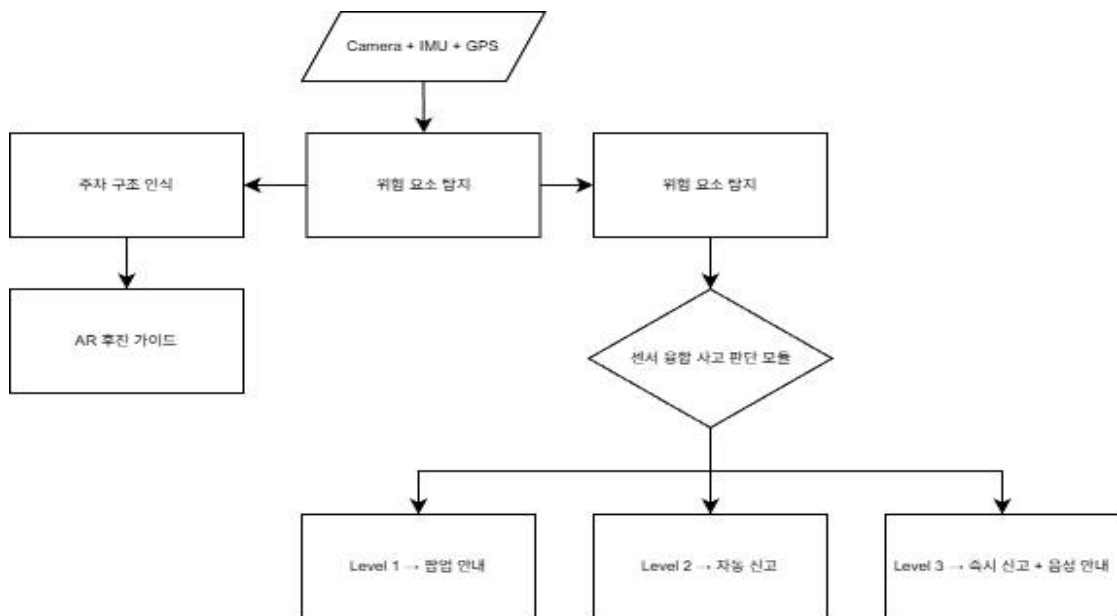 Camera + IMU + GPS
주차 구조 인식
위험 요소 탐지
위험 요소 탐지
AR 후진 가이드
센서 융합 사고 판단 모듈
Level 1 → 팝업 안내
Level 2 → 자동 신고
Level 3 → 즉시 신고 + 음성 안내